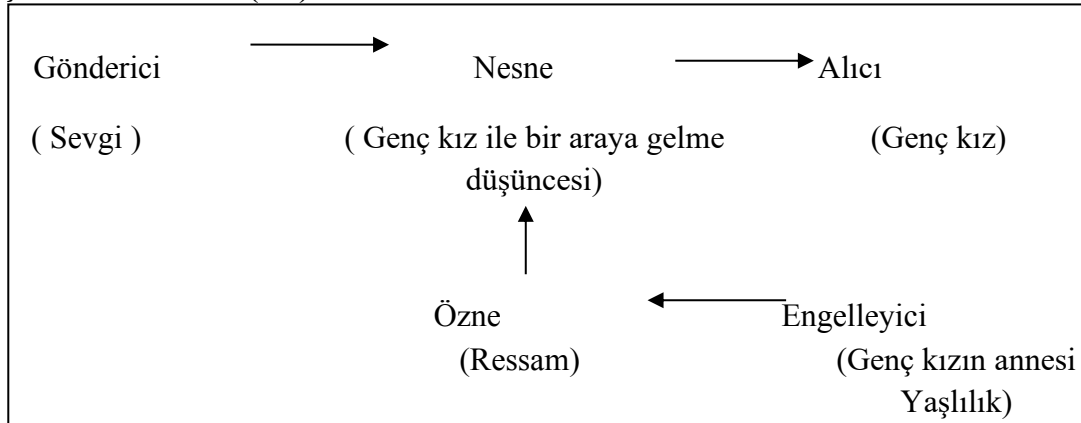 Gönderici Nesne Alıcı
( Sevgi ) ( Genç kız ile bir araya gelme (Genç kız)
düşüncesi)
Özne Engelleyici
(Ressam) (Genç kızın annesi
Yaşlılık)